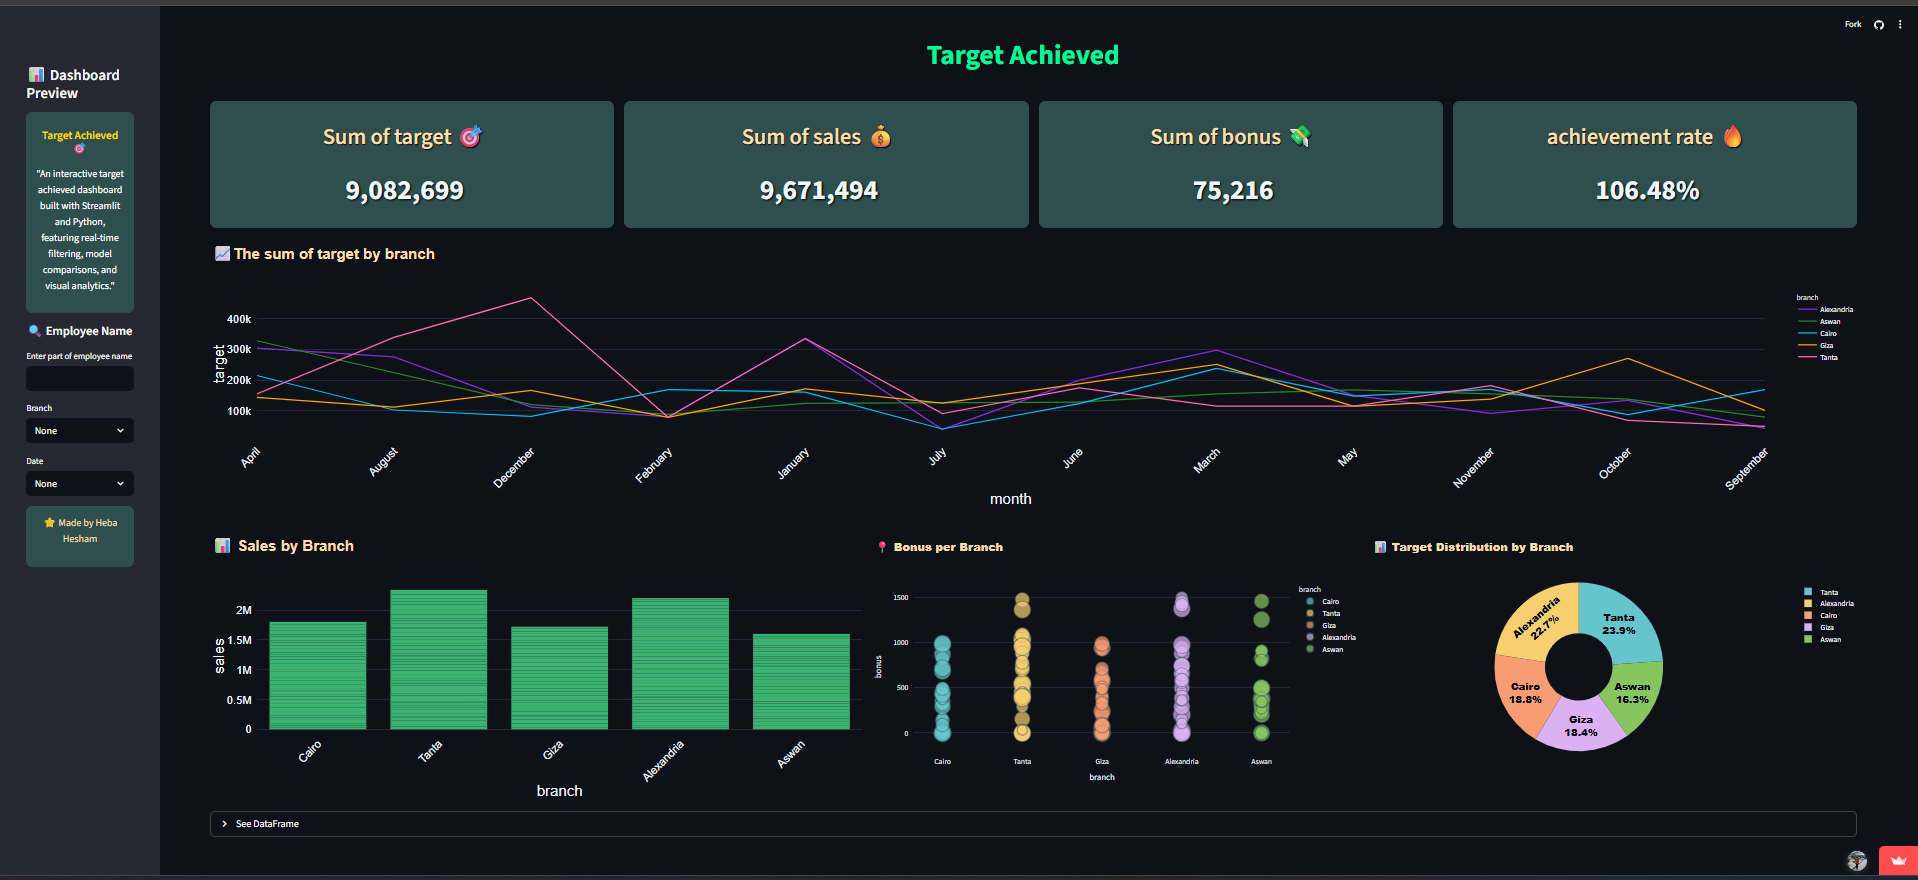 Fork
Dashboard
Preview
Target Achieved
"An interactive target
achieved dashboard
built with Streamlit
and Python,
featuring real-time
filtering, model
comparisons, and
visual analytics."
Employee Name
Enter part of employee name
Branch
None
Date
None
Made by Heba
Hesham
Target Achieved
Sum of target
9,082,699
Sum of sales
9,671,494
Sum of bonus
75,216
achievement rate
106.48%
The sum of target by branch
target
400k
300k
200k
100k
April
August
December
February
January
July
June
March
May
November
October
September
month
branch
Alexandria
Aswan
Cairo
Giza
Tanta
Sales by Branch
sales
2M
1.5M
1M
0.5M
0
Cairo
Tanta
Giza
Alexandria
Aswan
branch
Bonus per Branch
bonus
1500
1000
500
0
Cairo
Tanta
Giza
Alexandria
Aswan
branch
branch
Cairo
Tanta
Giza
Alexandria
Aswan
Target Distribution by Branch
Alexandria
22.7%
Tanta
23.9%
Cairo
18.8%
Aswan
16.3%
Giza
18.4%
Tanta
Alexandria
Cairo
Giza
Aswan
See DataFrame